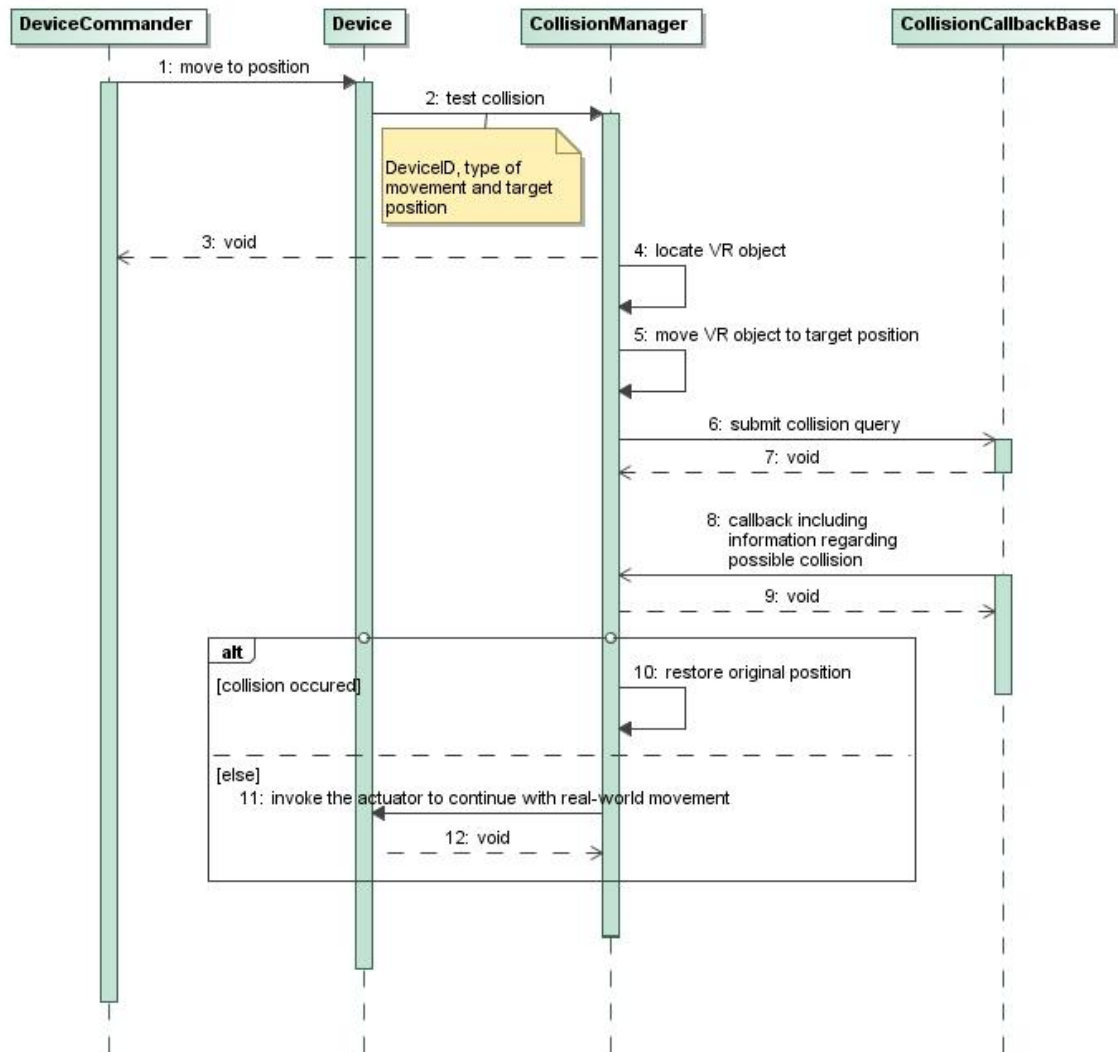 DeviceCommander
Device
CollisionManager
CollisionCallbackBase
1: move to position
2: test collision
DeviceID, type of
movement and target
position
3: void
4: locate VR object
5: move VR object to target position
6: submit collision query
7: void
8: callback including
information regarding
possible collision
9: void
alt
10: restore original position
[collision occured]
[else]
11: invoke the actuator to continue with real-world movement
12: void